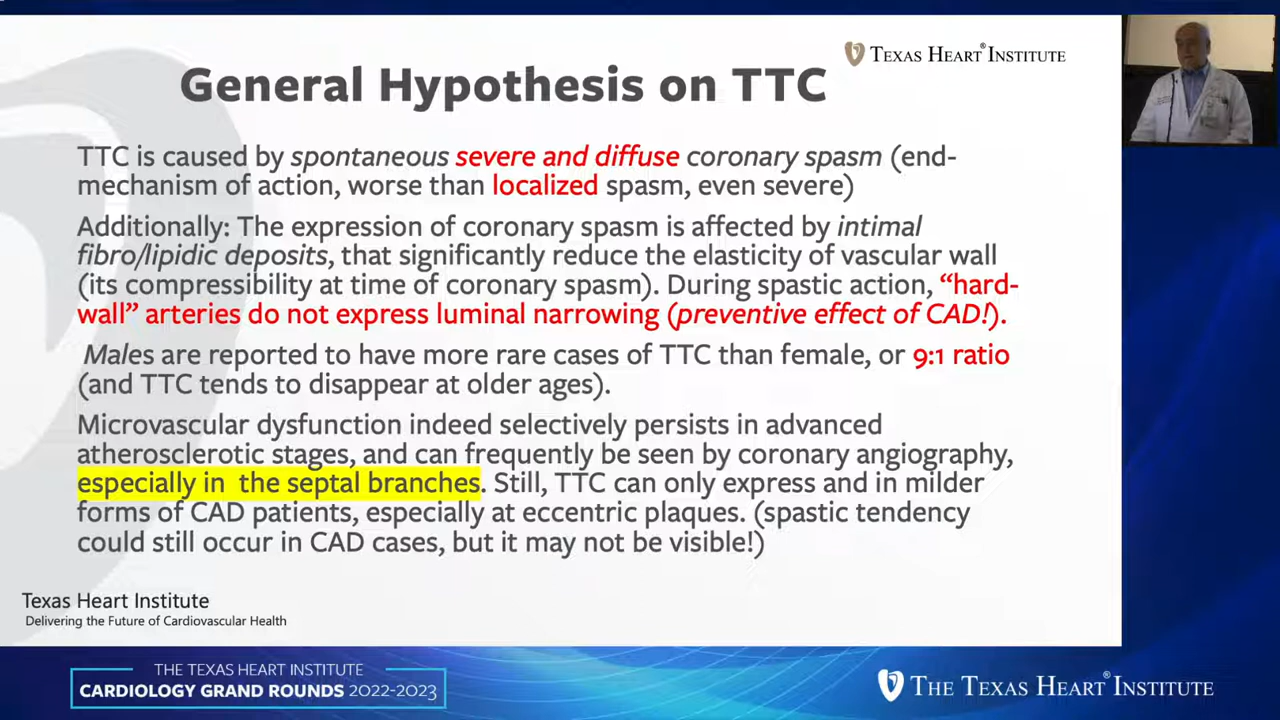 TEXAS HEART® INSTITUTE
General Hypothesis on TTC
TTC is caused by spontaneous severe and diffuse coronary spasm (end-
mechanism of action, worse than localized spasm, even severe)
Additionally: The expression of coronary spasm is affected by intimal
fibro/lipidic deposits, that significantly reduce the elasticity of vascular wall
(its compressibility at time of coronary spasm). During spastic action, “hard-
wall” arteries do not express luminal narrowing (preventive effect of CAD!).
Males are reported to have more rare cases of TTC than female, or 9:1 ratio
(and TTC tends to disappear at older ages).
Microvascular dysfunction indeed selectively persists in advanced
atherosclerotic stages, and can frequently be seen by coronary angiography,
especially in the septal branches. Still, TTC can only express and in milder
forms of CAD patients, especially at eccentric plaques. (spastic tendency
could still occur in CAD cases, but it may not be visible!)
Texas Heart Institute
Delivering the Future of Cardiovascular Health
THE TEXAS HEART INSTITUTE
CARDIOLOGY GRAND ROUNDS 2022-2023
THE TEXAS HEART® INSTITUTE